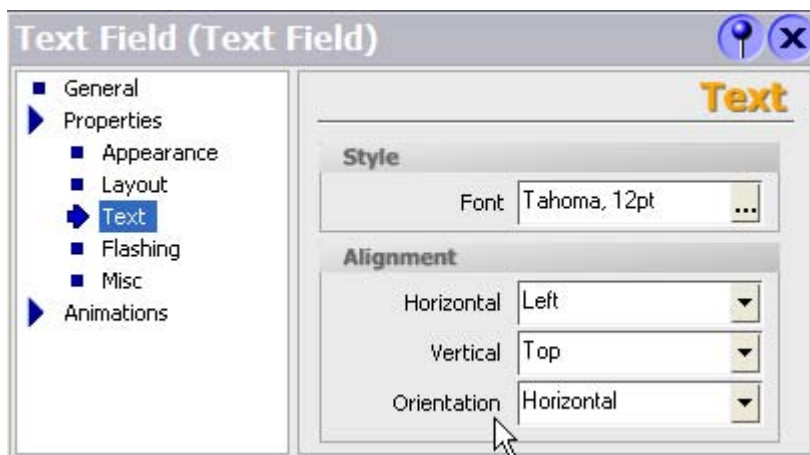 Text Field (Text Field)
General
Properties
Appearance
Layout
Text
Flashing
Misc
Animations
Text
Style
Font Tahoma, 12pt ...
Alignment
Horizontal Left
Vertical Top
Orientation Horizontal